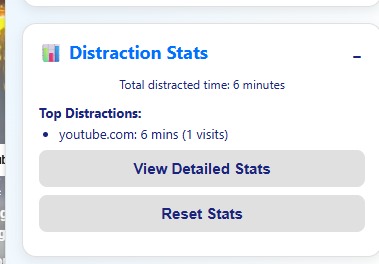 Distraction Stats
–
Total distracted time: 6 minutes
Top Distractions:
• youtube.com: 6 mins (1 visits)
View Detailed Stats
Reset Stats